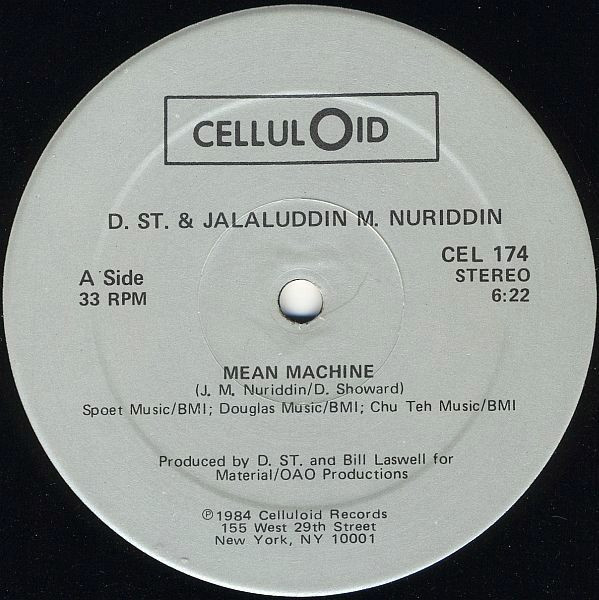 CELLULOID
D. ST. & JALALUDDIN M. NURIDDIN
A Side
33 RPM
CEL 174
STEREO
6:22
MEAN MACHINE
(J. M. Nuriddin/D. Showard)
Spoet Music/BMI; Douglas Music/BMI; Chu Teh Music/BMI
Produced by D. ST. and Bill Laswell for
Material/OAO Productions
℗1984 Celluloid Records
155 West 29th Street
New York, NY 10001